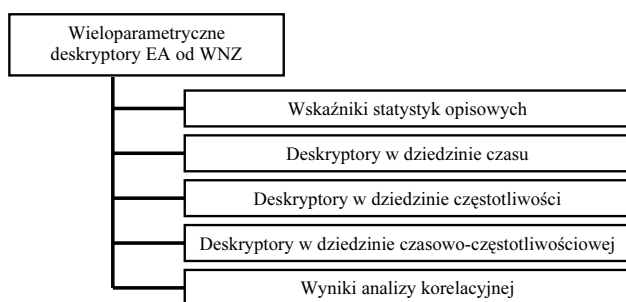 Wieloparametryczne
deskryptory EA od WNZ
Wskaźniki statystyk opisowych
Deskryptory w dziedzinie czasu
Deskryptory w dziedzinie częstotliwości
Deskryptory w dziedzinie czasowo-częstotliwościowej
Wyniki analizy korelacyjnej